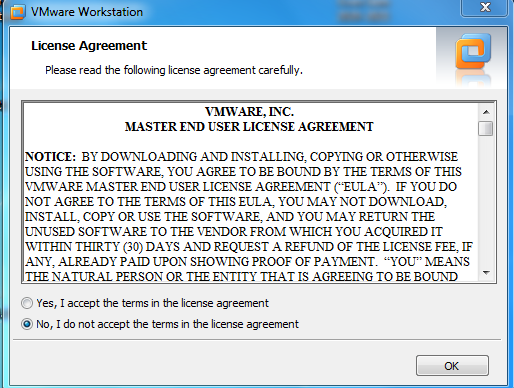 VMware Workstation
License Agreement
Please read the following license agreement carefully.
VMWARE, INC.
MASTER END USER LICENSE AGREEMENT
NOTICE: BY DOWNLOADING AND INSTALLING, COPYING OR OTHERWISE
USING THE SOFTWARE, YOU AGREE TO BE BOUND BY THE TERMS OF THIS
VMWARE MASTER END USER LICENSE AGREEMENT (“EULA”). IF YOU DO
NOT AGREE TO THE TERMS OF THIS EULA, YOU MAY NOT DOWNLOAD,
INSTALL, COPY OR USE THE SOFTWARE, AND YOU MAY RETURN THE
UNUSED SOFTWARE TO THE VENDOR FROM WHICH YOU ACQUIRED IT
WITHIN THIRTY (30) DAYS AND REQUEST A REFUND OF THE LICENSE FEE, IF
ANY, ALREADY PAID UPON SHOWING PROOF OF PAYMENT. “YOU” MEANS
THE NATURAL PERSON OR THE ENTITY THAT IS AGREEING TO BE BOUND
Yes, I accept the terms in the license agreement
No, I do not accept the terms in the license agreement
OK